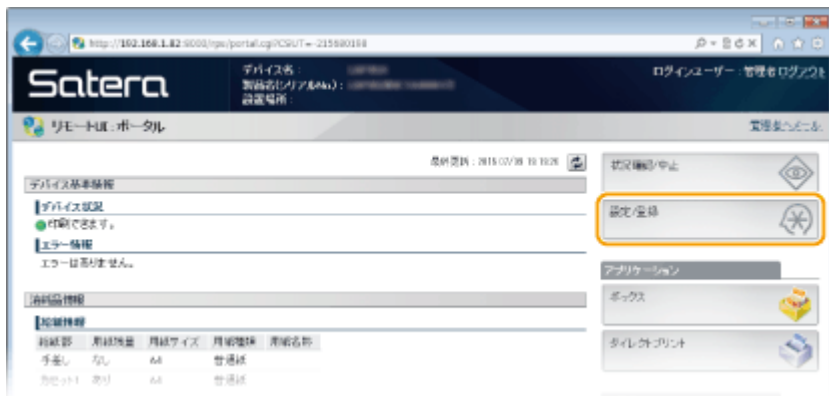 http://192.168.1.82:8000/rps/portal.cgi?CSUT=-215680188
Satera
デバイス名:
製品名(シリアルNo.):
設置場所:
ログインユーザー: 管理者 ログアウト
リモートUI:ポータル
管理者へメールする
最終更新:
状況確認/中止
設定/登録
デバイス基本情報
デバイス状況
印刷できます。
エラー情報
エラーはありません。
アプリケーション
ボックス
ダイレクトプリント
消耗品情報
給紙情報
給紙部 用紙残量 用紙サイズ 用紙種類 用紙名称
手差し なし A4 普通紙
カセット1 あり A4 普通紙